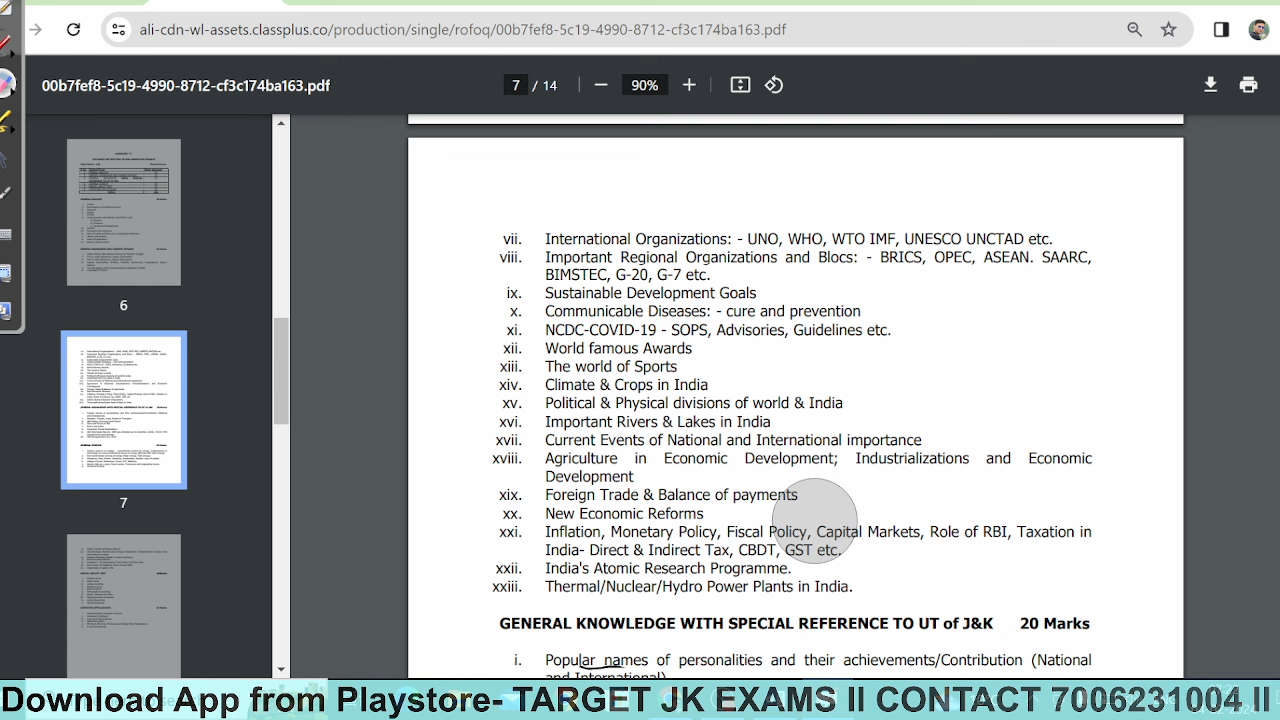 ali-cdn-wl-assets.classplus.co/production/single/rofoq/00b7fef8-5c19-4990-8712-cf3c174ba163.pdf
00b7fef8-5c19-4990-8712-cf3c174ba163.pdf
7 / 14
90%
6
7
International Organizations: - UNO, WHO, WTO IMF, UNESCO,UNCTAD etc.
viii. Important Regional Organizations and Blocs: - BRICS, OPEC, ASEAN. SAARC,
BIMSTEC, G-20, G-7 etc.
ix. Sustainable Development Goals
x. Communicable Diseases: - cure and prevention
xi. NCDC-COVID-19 - SOPS, Advisories, Guidelines etc.
xii. World famous Awards
The world of Sports
xiv. Climate & Crops in India
xv. Political & Physical divisions of world/India
Important Rivers & Lakes in India
Current Events of National and International importance
Agriculture in Economic Development; Industrializations and Economic
Development
xix. Foreign Trade & Balance of payments
xx. New Economic Reforms
xxi. Inflation, Monetary Policy, Fiscal Policy, Capital Markets, Role of RBI, Taxation in
India- Direct & Indirect Tax, CBDT, GST etc.
xxii. India's Atomic Research Programme.
Thermal/Nuclear/Hydro Power Plants in India.
GENERAL KNOWLEDGE WITH SPECIAL REFERENCE TO UT of J&K 20 Marks
i. Popular names of personalities and their achievements/Contribution (National
and International)
Download App from Playstore- TARGET JK EXAMS II CONTACT 7006231004 II